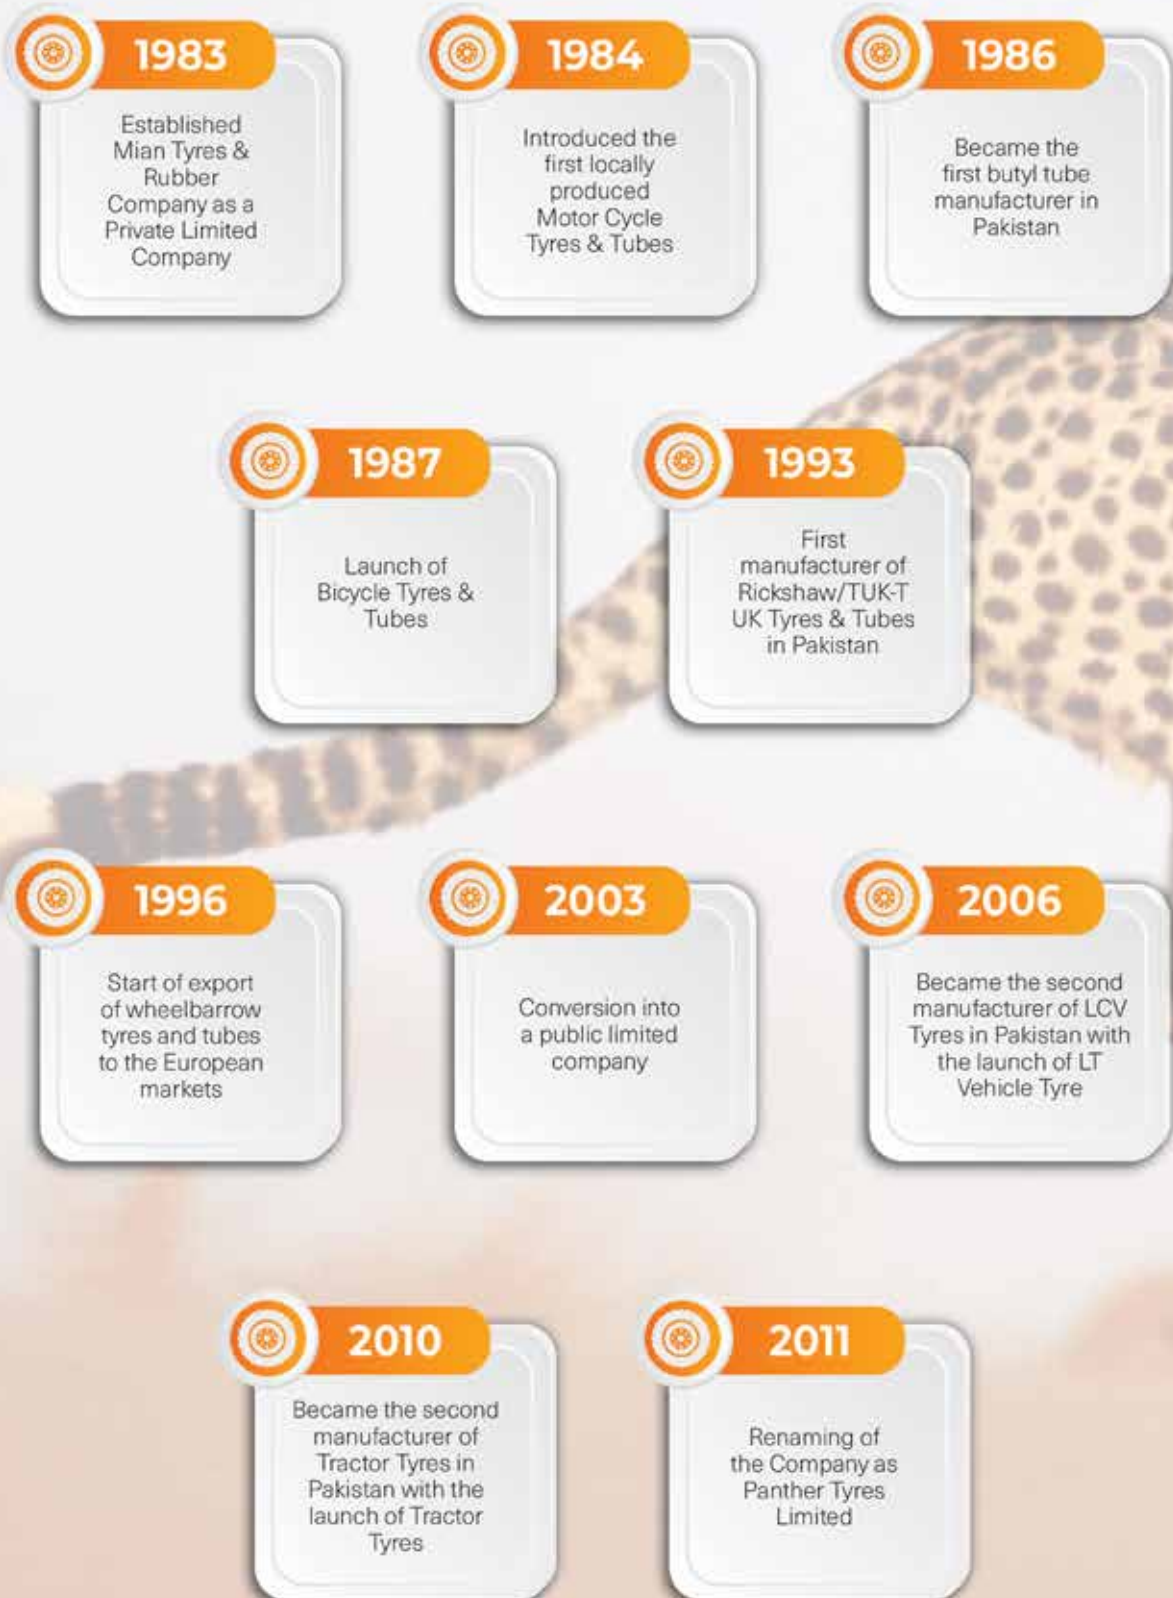 1983
Established
Mian Tyres &
Rubber
Company as a
Private Limited
Company
1984
Introduced the
first locally
produced
Motor Cycle
Tyres & Tubes
1986
Became the
first butyl tube
manufacturer in
Pakistan
1987
Launch of
Bicycle Tyres &
Tubes
1993
First
manufacturer of
Rickshaw/TUK-T
UK Tyres & Tubes
in Pakistan
1996
Start of export
of wheelbarrow
tyres and tubes
to the European
markets
2003
Conversion into
a public limited
company
2006
Became the second
manufacturer of LCV
Tyres in Pakistan with
the launch of LT
Vehicle Tyre
2010
Became the second
manufacturer of
Tractor Tyres in
Pakistan with the
launch of Tractor
Tyres
2011
Renaming of
the Company as
Panther Tyres
Limited